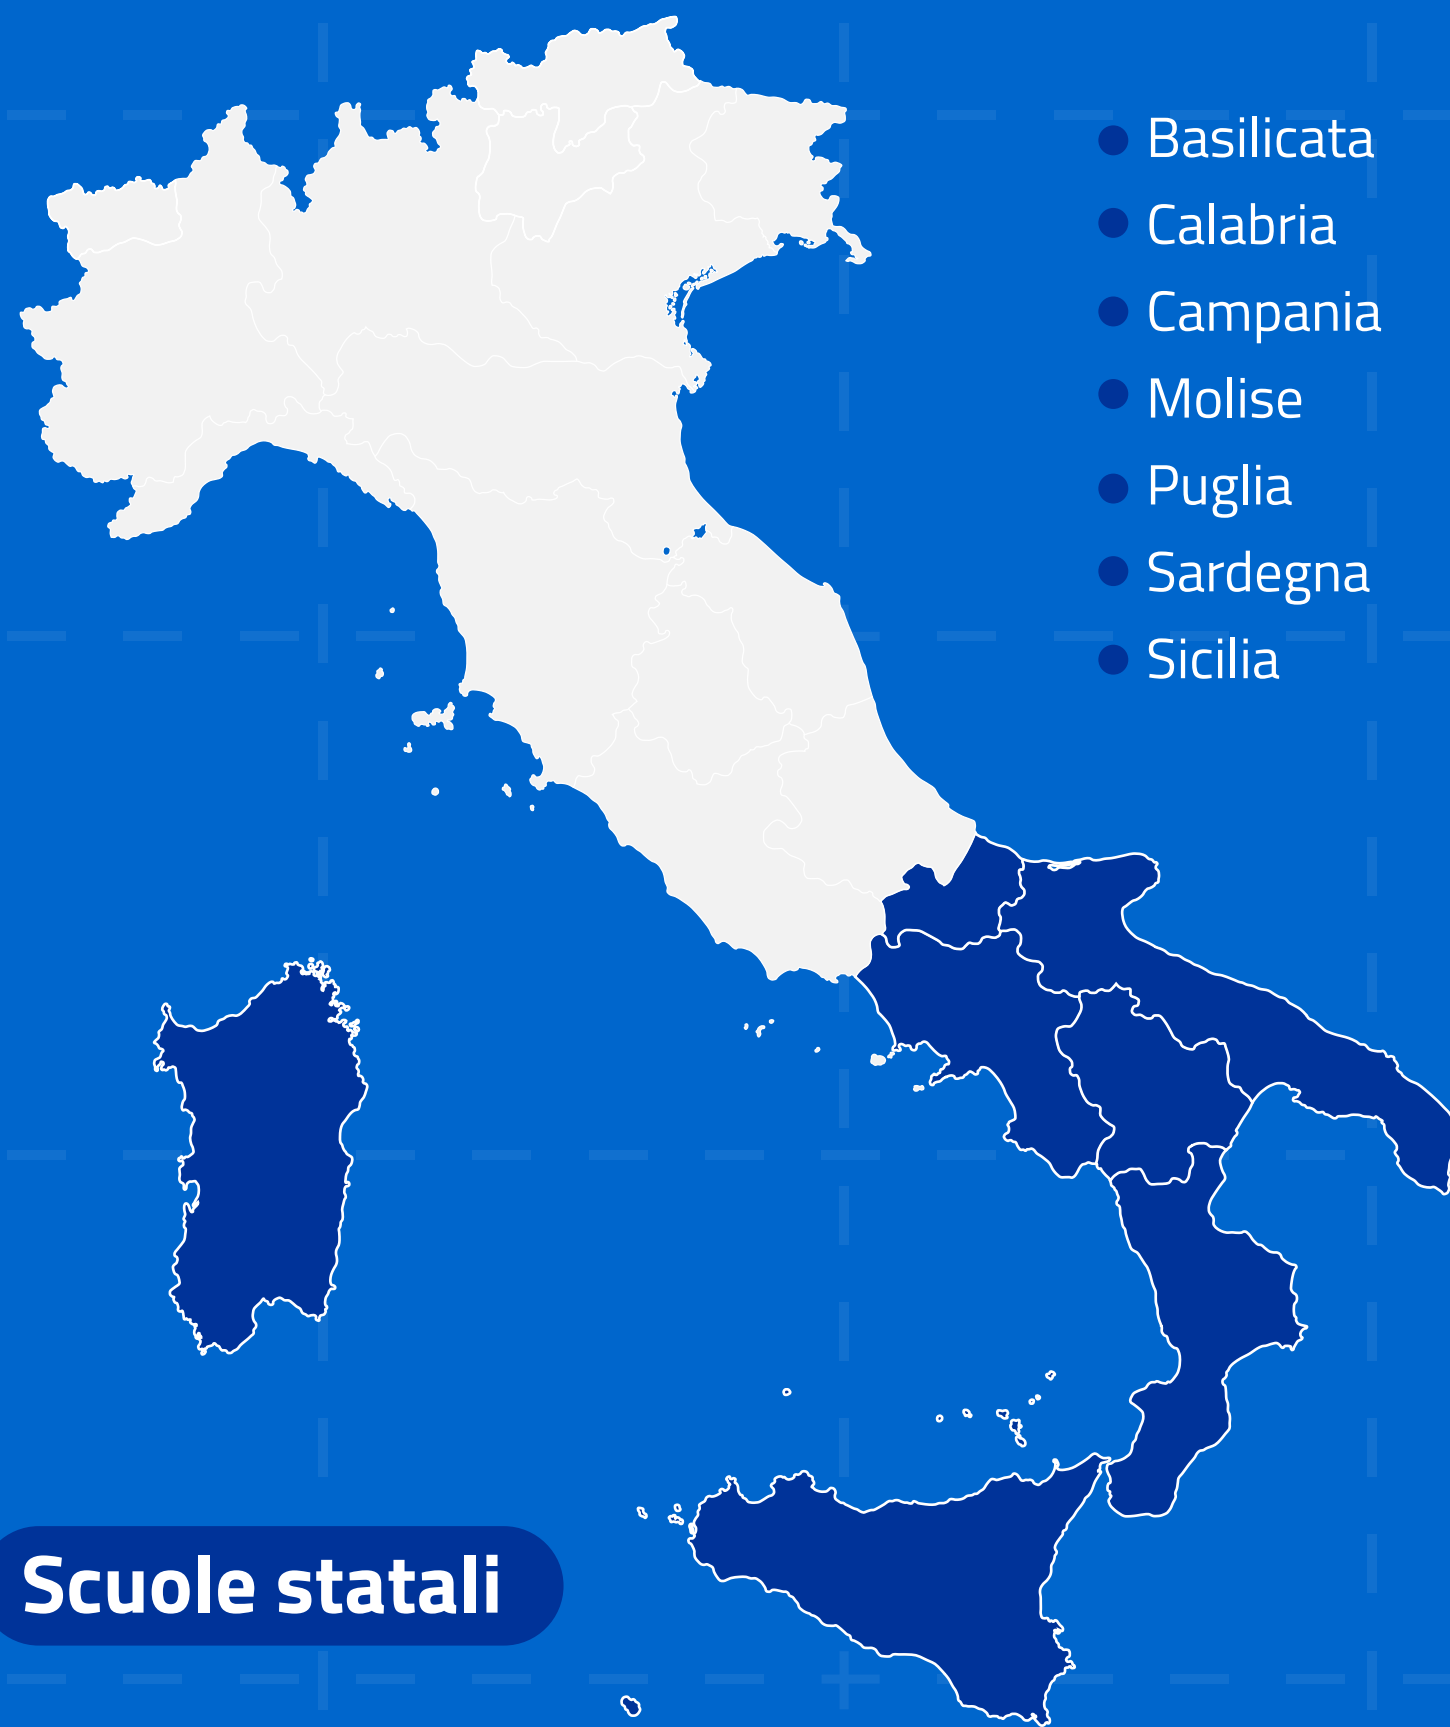 Basilicata
Calabria
Campania
Molise
Puglia
Sardegna
Sicilia
Scuole statali